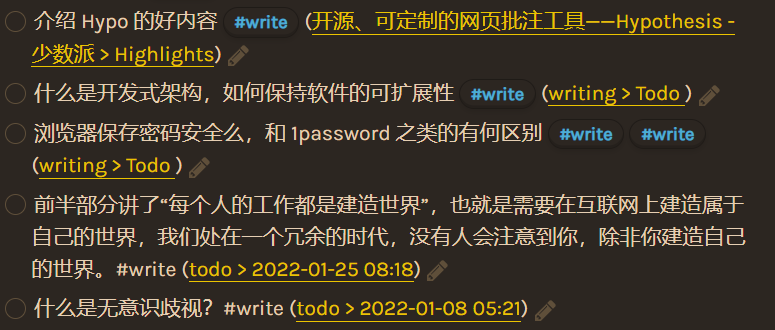 介绍 Hypo 的好内容 #write (开源、可定制的网页批注工具——Hypothesis -
少数派 > Highlights)
什么是开发式架构，如何保持软件的可扩展性 #write (writing > Todo )
浏览器保存密码安全么，和 1password 之类的有何区别 #write #write
(writing > Todo )
前半部分讲了“每个人的工作都是建造世界”，也就是需要在互联网上建造属于
自己的世界，我们处在一个冗余的时代，没有人会注意到你，除非你建造自己
的世界。#write (todo > 2022-01-25 08:18)
什么是无意识歧视？#write (todo > 2022-01-08 05:21)